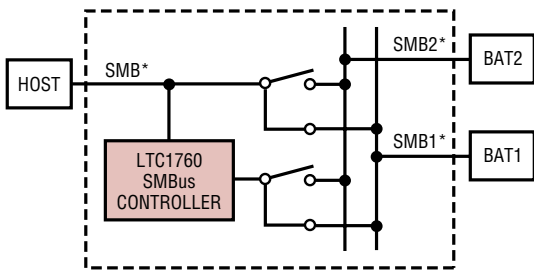 HOST
SMB*
SMB2*
BAT2
SMB1*
BAT1
LTC1760
SMBus
CONTROLLER